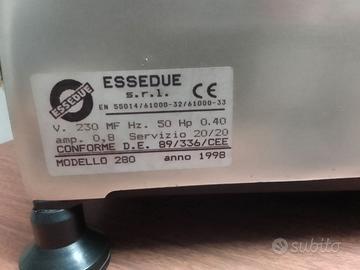 ESSEDUE
ESSEDUE
s.r.l.
CE
EN 55014/61000-32/61000-33
V. 230 MF Hz. 50 Hp 0.40
amp. 0,8 Servizio 20/20
CONFORME D.E. 89/336/CEE
MODELLO 280 anno 1998
subito